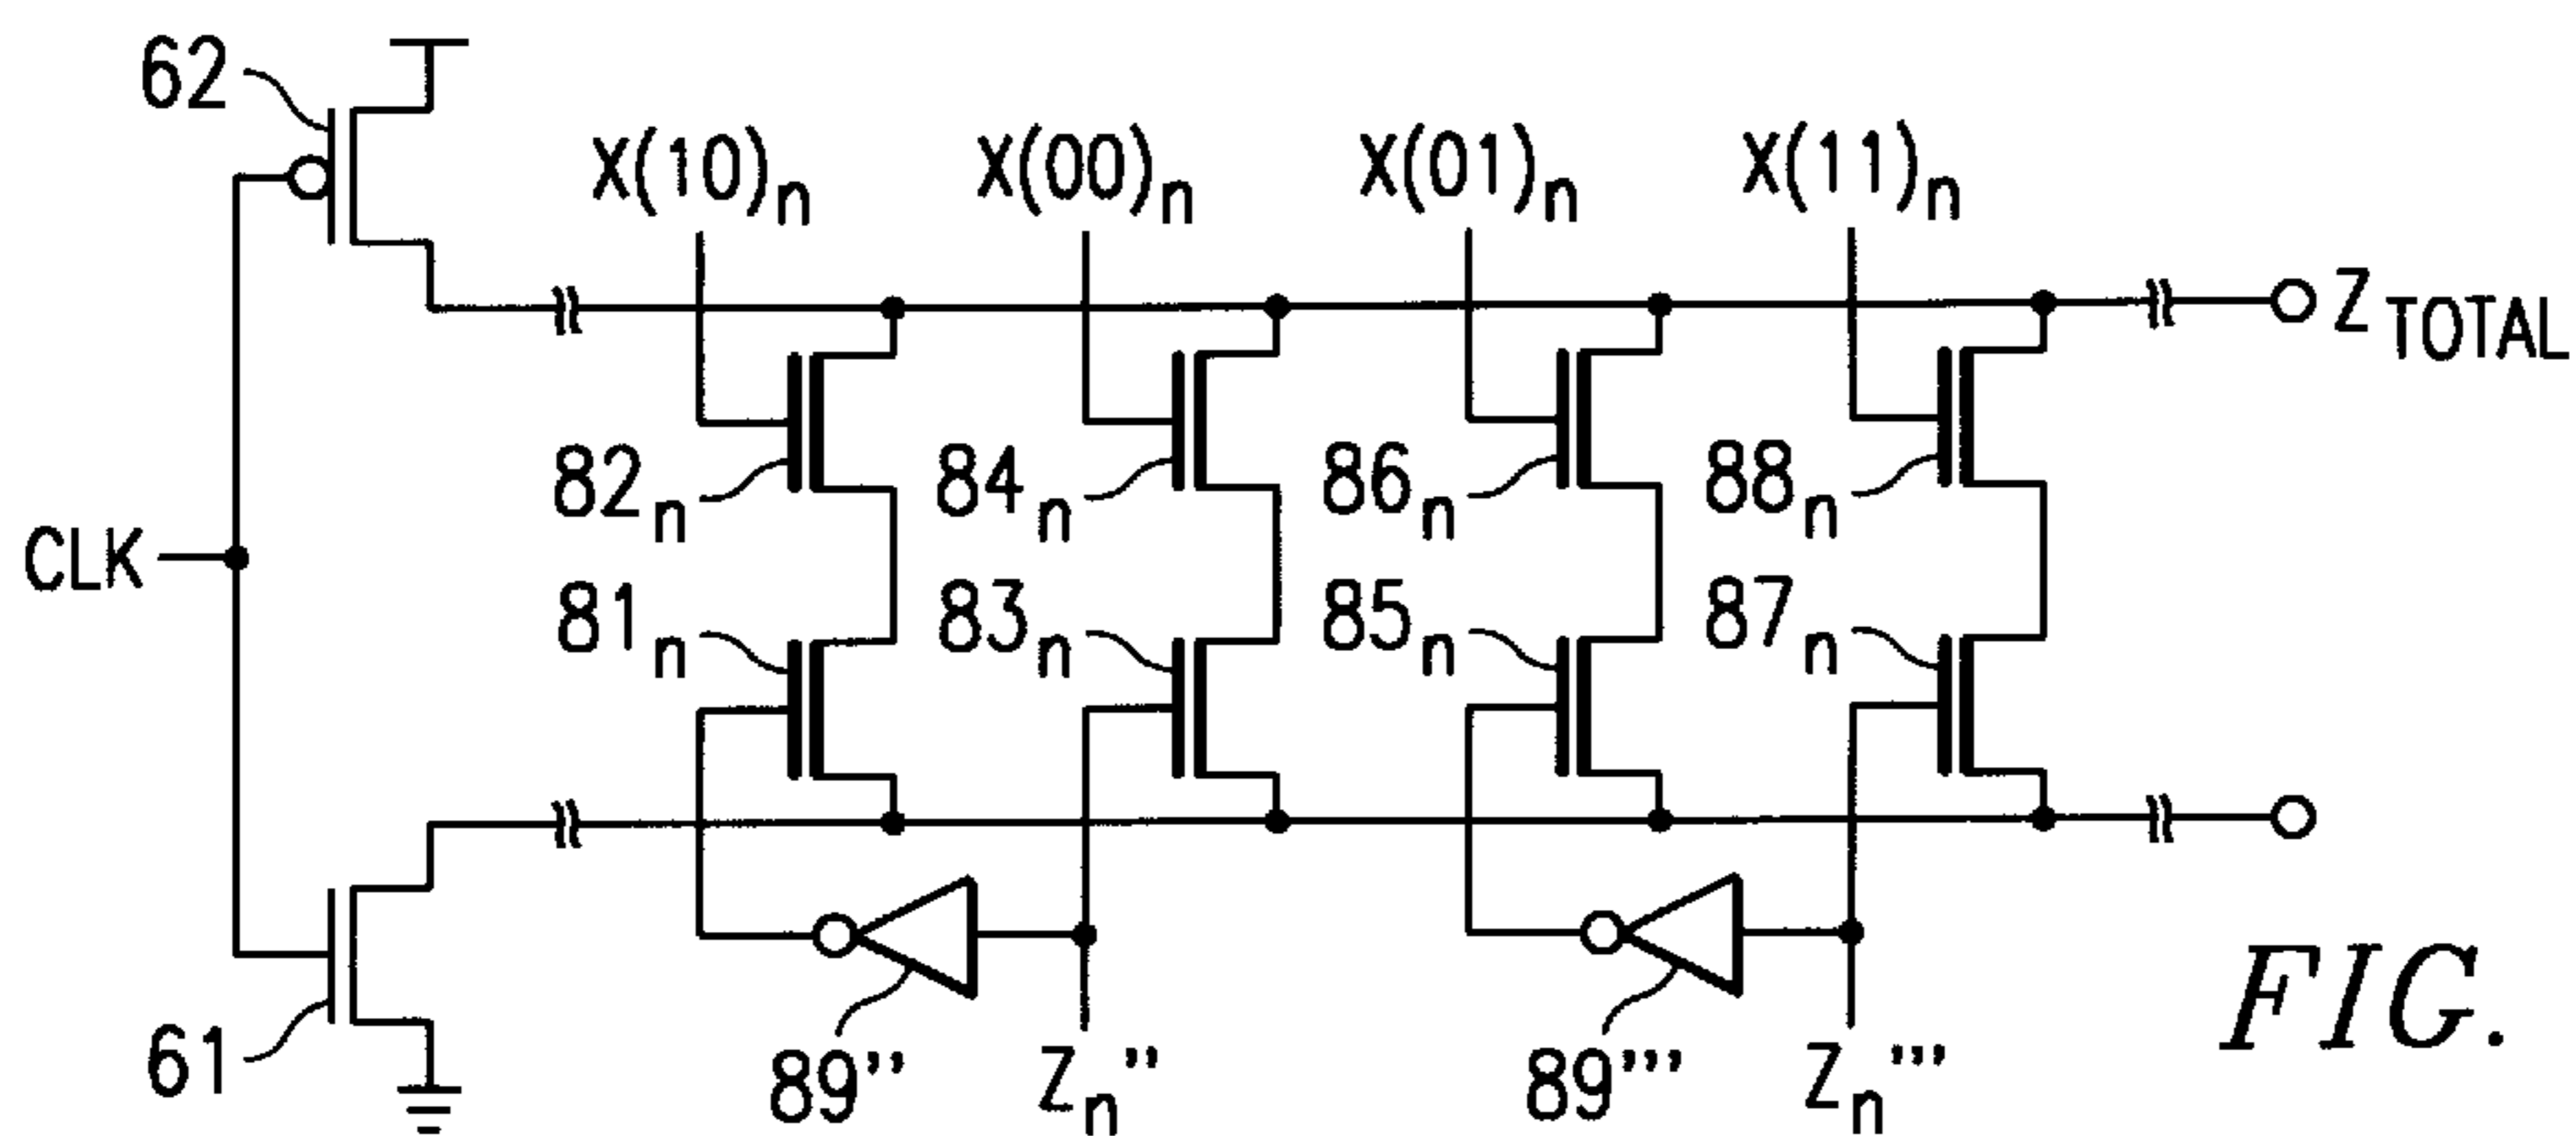 62
X(10)n X(00)n X(01)n X(11)n
Z TOTAL
82n 84n 86n 88n
CLK
81n 83n 85n 87n
61
89'' Zn'' 89''' Zn'''
FIG.